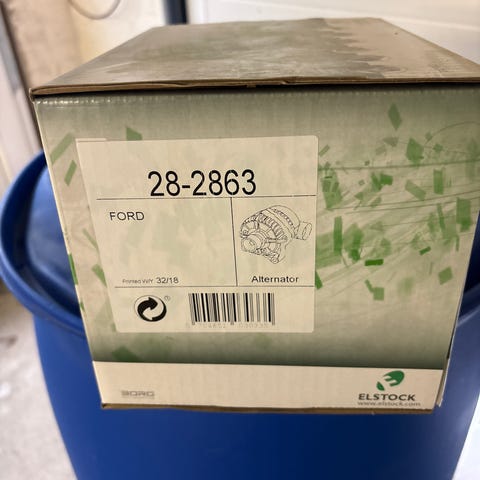 28-2863
FORD
Printed W/Y 32/18
Alternator
®
BORG
ELSTOCK
www.elstock.com